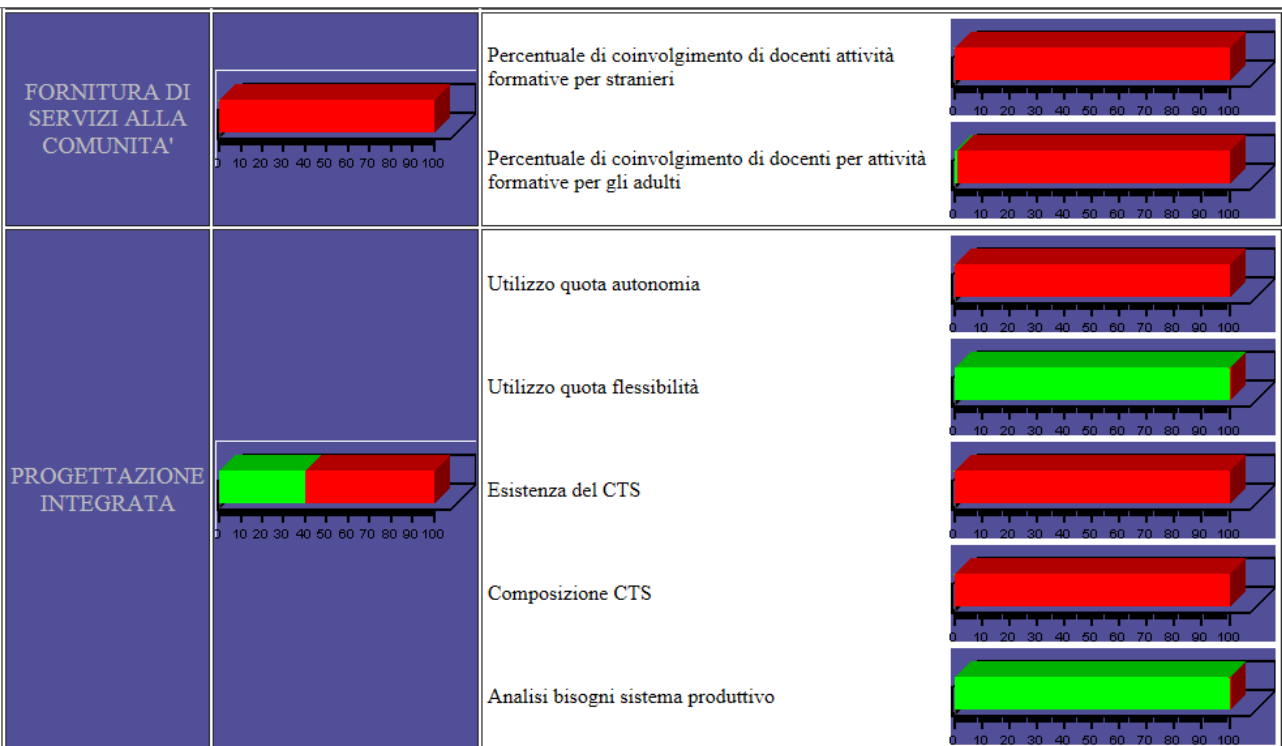 FORNITURA DI
SERVIZI ALLA
COMUNITA'
0 10 20 30 40 50 60 70 80 90 100
Percentuale di coinvolgimento di docenti attività
formative per stranieri
0 10 20 30 40 50 60 70 80 90 100
Percentuale di coinvolgimento di docenti per attività
formative per gli adulti
0 10 20 30 40 50 60 70 80 90 100
PROGETTAZIONE
INTEGRATA
0 10 20 30 40 50 60 70 80 90 100
Utilizzo quota autonomia
0 10 20 30 40 50 60 70 80 90 100
Utilizzo quota flessibilità
0 10 20 30 40 50 60 70 80 90 100
Esistenza del CTS
0 10 20 30 40 50 60 70 80 90 100
Composizione CTS
0 10 20 30 40 50 60 70 80 90 100
Analisi bisogni sistema produttivo
0 10 20 30 40 50 60 70 80 90 100